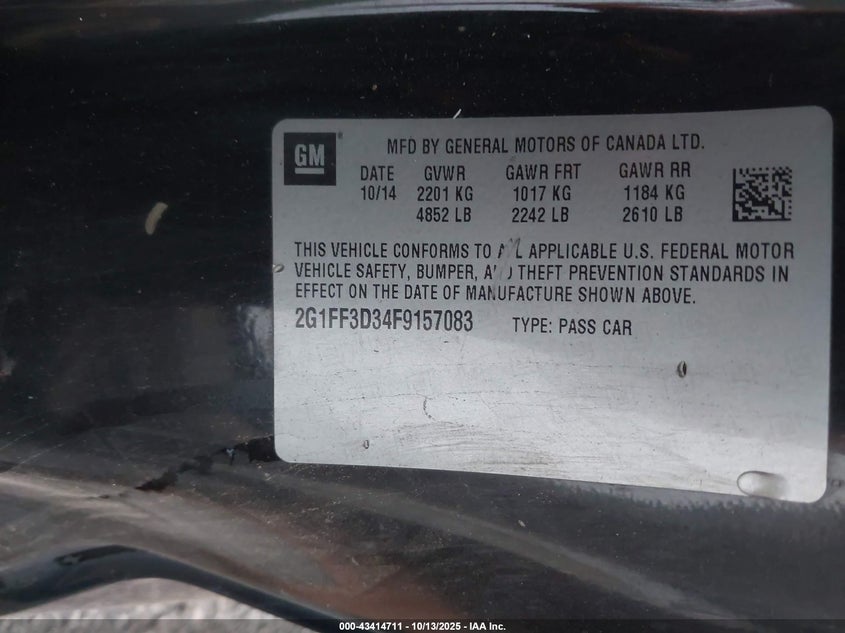 GM
MFD BY GENERAL MOTORS OF CANADA LTD.
DATE GVWR GAWR FRT GAWR RR
10/14 2201 KG 1017 KG 1184 KG
4852 LB 2242 LB 2610 LB
THIS VEHICLE CONFORMS TO ALL APPLICABLE U.S. FEDERAL MOTOR
VEHICLE SAFETY, BUMPER, AND THEFT PREVENTION STANDARDS IN
EFFECT ON THE DATE OF MANUFACTURE SHOWN ABOVE.
2G1FF3D34F9157083 TYPE: PASS CAR
000-43414711 - 10/13/2025 - IAA Inc.